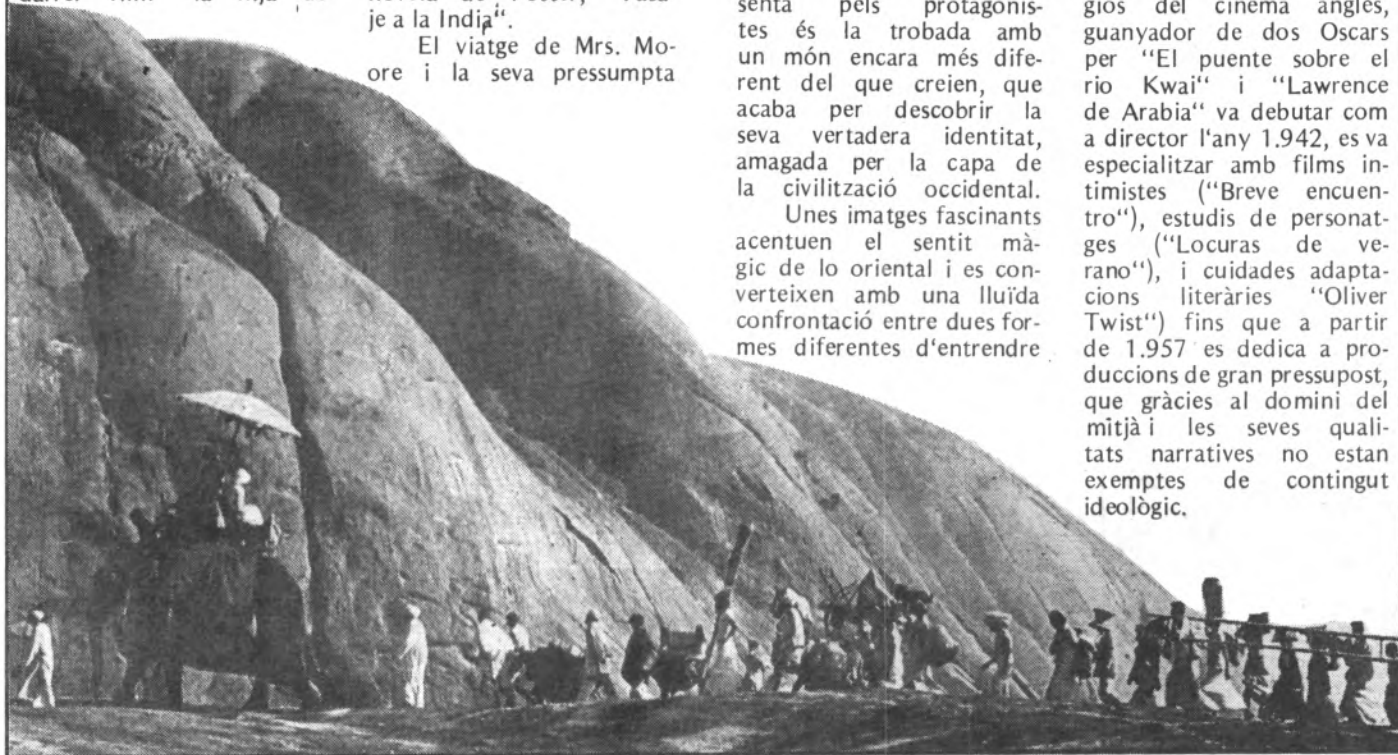 je a la India“.
El viatge de Mrs. Mo-
ore i la seva pressumpta
senta pels protagonis-
tes és la trobada amb
un món encara més dife-
rent del que creien, que
acaba per descobrir la
seva vertadera identitat,
amagada per la capa de
la civilització occidental.
Unes imatges fascinants
acentuen el sentit mà-
gic de lo oriental i es con-
verteixen amb una lluïda
confrontació entre dues for-
mes diferentes d‘entrendre
gios del cinema anglès,
guanyador de dos Oscars
per “El puente sobre el
rio Kwai“ i “Lawrence
de Arabia“ va debutar com
a director l‘any 1.942, es va
especialitzar amb films in-
timistes (“Breve encuen-
tro“), estudis de personat-
ges (“Locuras de ve-
rano“), i cuidades adapta-
cions literàries “Oliver
Twist“) fins que a partir
de 1.957 es dedica a pro-
duccions de gran pressupost,
que gràcies al domini del
mitjà i les seves quali-
tats narratives no estan
exemptes de contingut
ideològic.